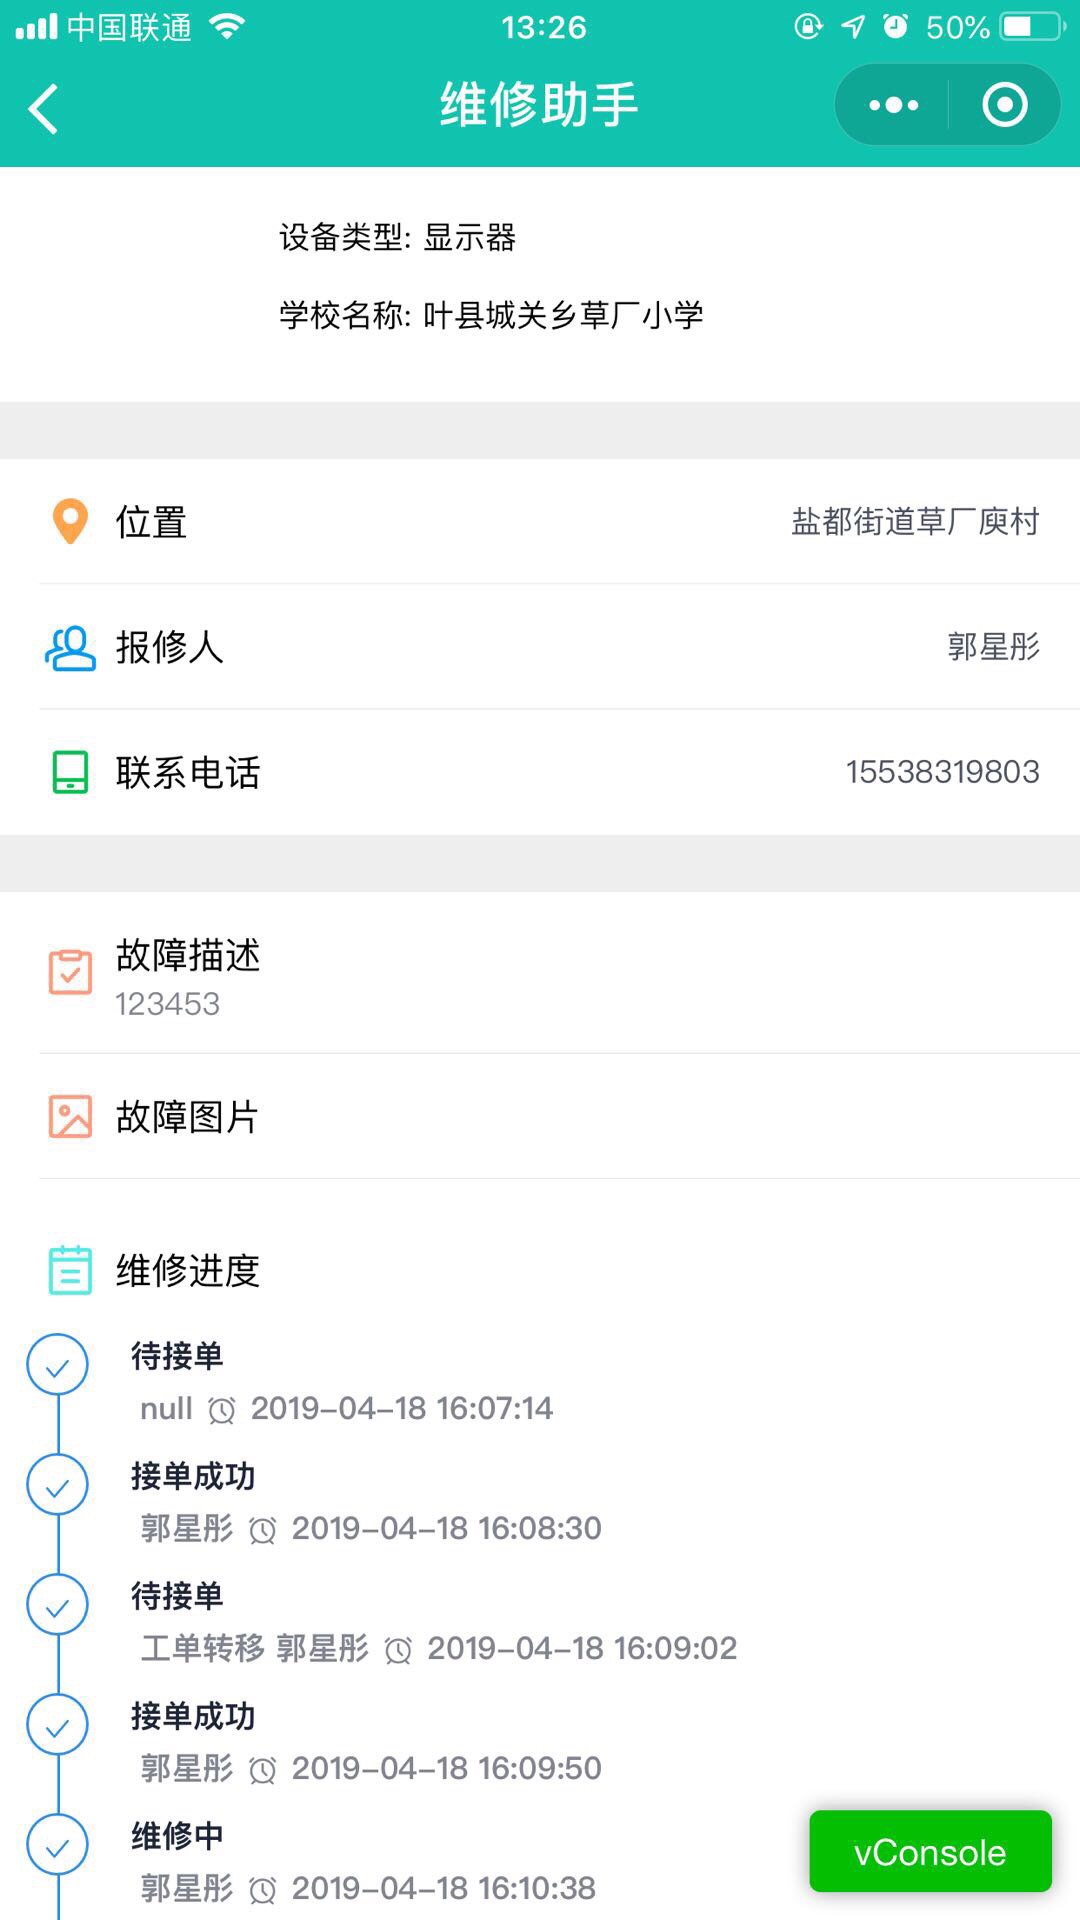 中国联通 13:26 50%
维修助手
设备类型: 显示器
学校名称: 叶县城关乡草厂小学
位置 盐都街道草厂庾村
报修人 郭星彤
联系电话 15538319803
故障描述
123453
故障图片
维修进度
待接单
null 2019-04-18 16:07:14
接单成功
郭星彤 2019-04-18 16:08:30
待接单
工单转移 郭星彤 2019-04-18 16:09:02
接单成功
郭星彤 2019-04-18 16:09:50
维修中
郭星彤 2019-04-18 16:10:38
vConsole